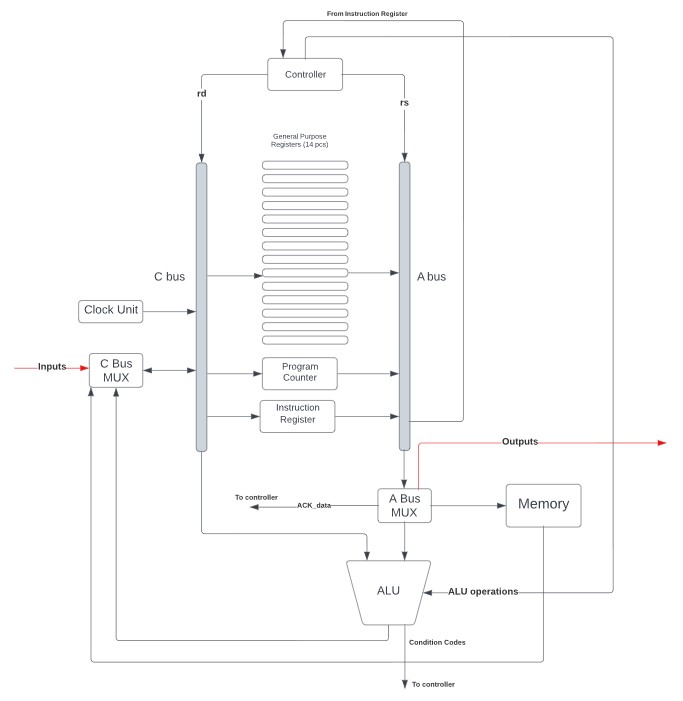 From Instruction Register
Controller
rd
rs
General Purpose
Registers (14 pcs)
C bus
A bus
Clock Unit
Inputs
C Bus
MUX
Program
Counter
Instruction
Register
Outputs
To controller
ACK_data
A Bus
MUX
Memory
ALU
ALU operations
Condition Codes
To controller